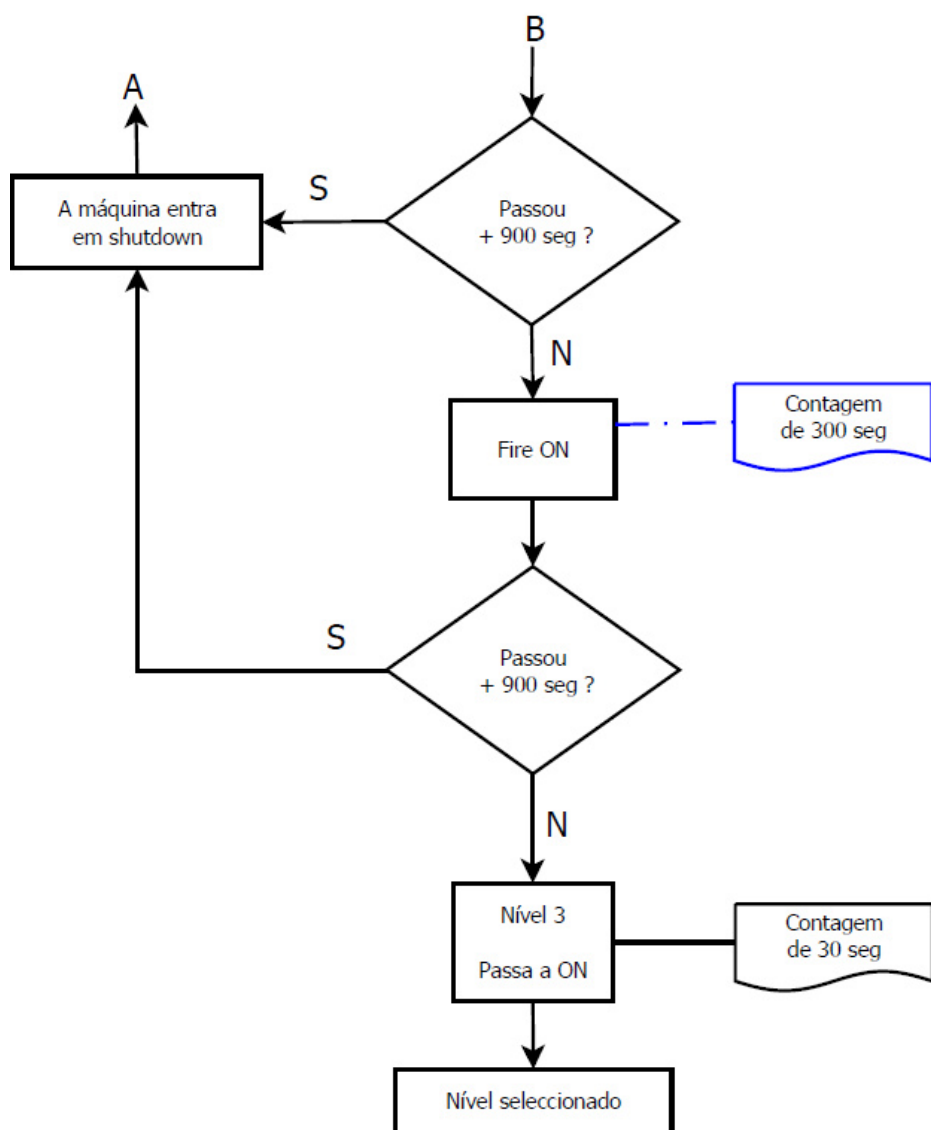 B
A
S
A máquina entra
em shutdown
Passou
+ 900 seg ?
N
Fire ON
Contagem
de 300 seg
S
Passou
+ 900 seg ?
N
Nível 3
Passa a ON
Contagem
de 30 seg
Nível seleccionado